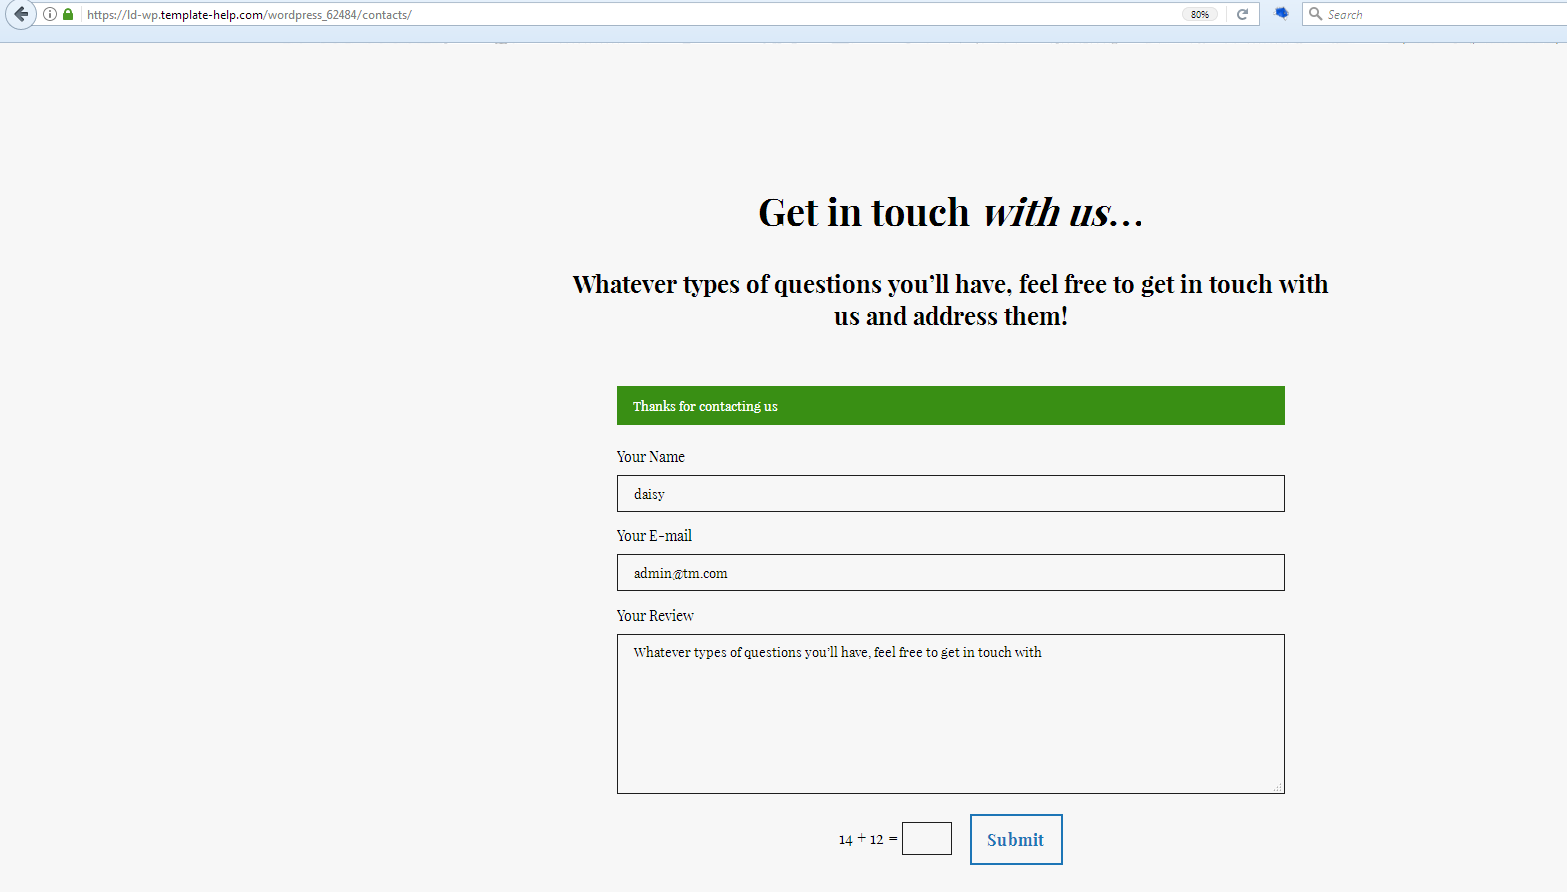 https://ld-wp.template-help.com/wordpress_62484/contacts/
80%
Search
Get in touch with us...
Whatever types of questions you’ll have, feel free to get in touch with
us and address them!
Thanks for contacting us
Your Name
daisy
Your E-mail
admin@tm.com
Your Review
Whatever types of questions you’ll have, feel free to get in touch with
14 + 12 =
Submit